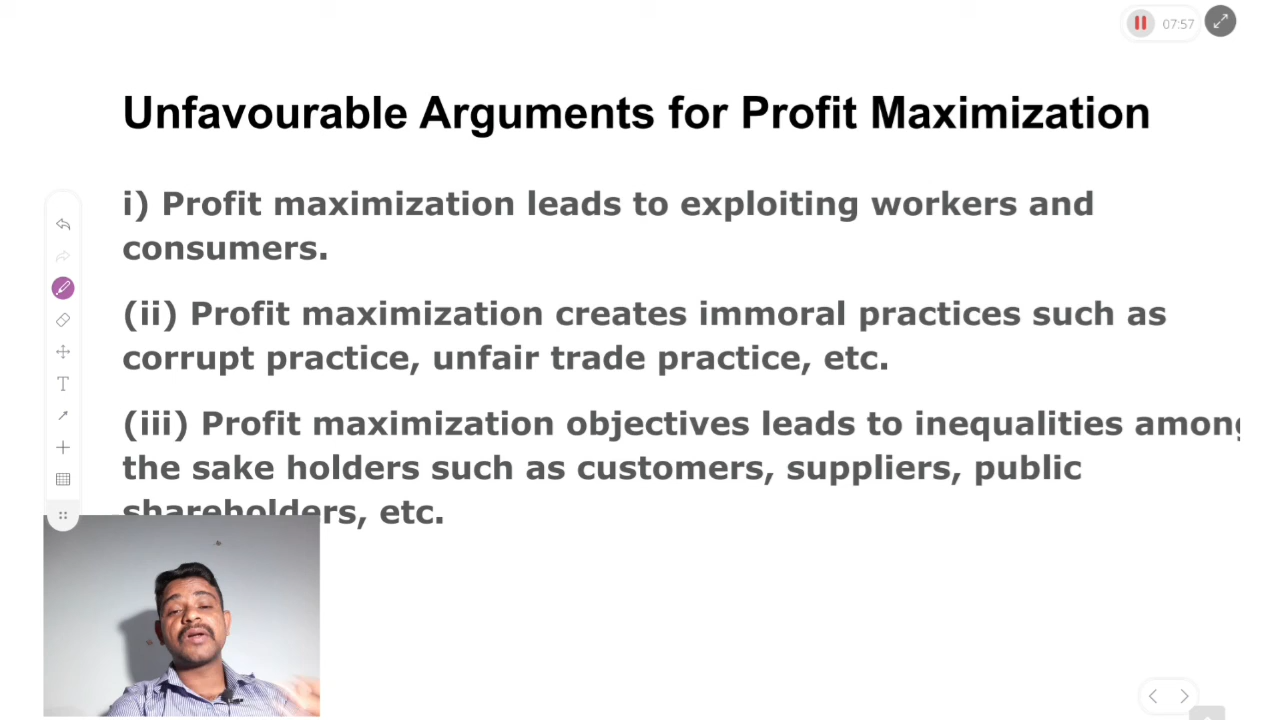 07:57
Unfavourable Arguments for Profit Maximization
i) Profit maximization leads to exploiting workers and
consumers.
(ii) Profit maximization creates immoral practices such as
corrupt practice, unfair trade practice, etc.
(iii) Profit maximization objectives leads to inequalities among
the sake holders such as customers, suppliers, public
shareholders, etc.
T